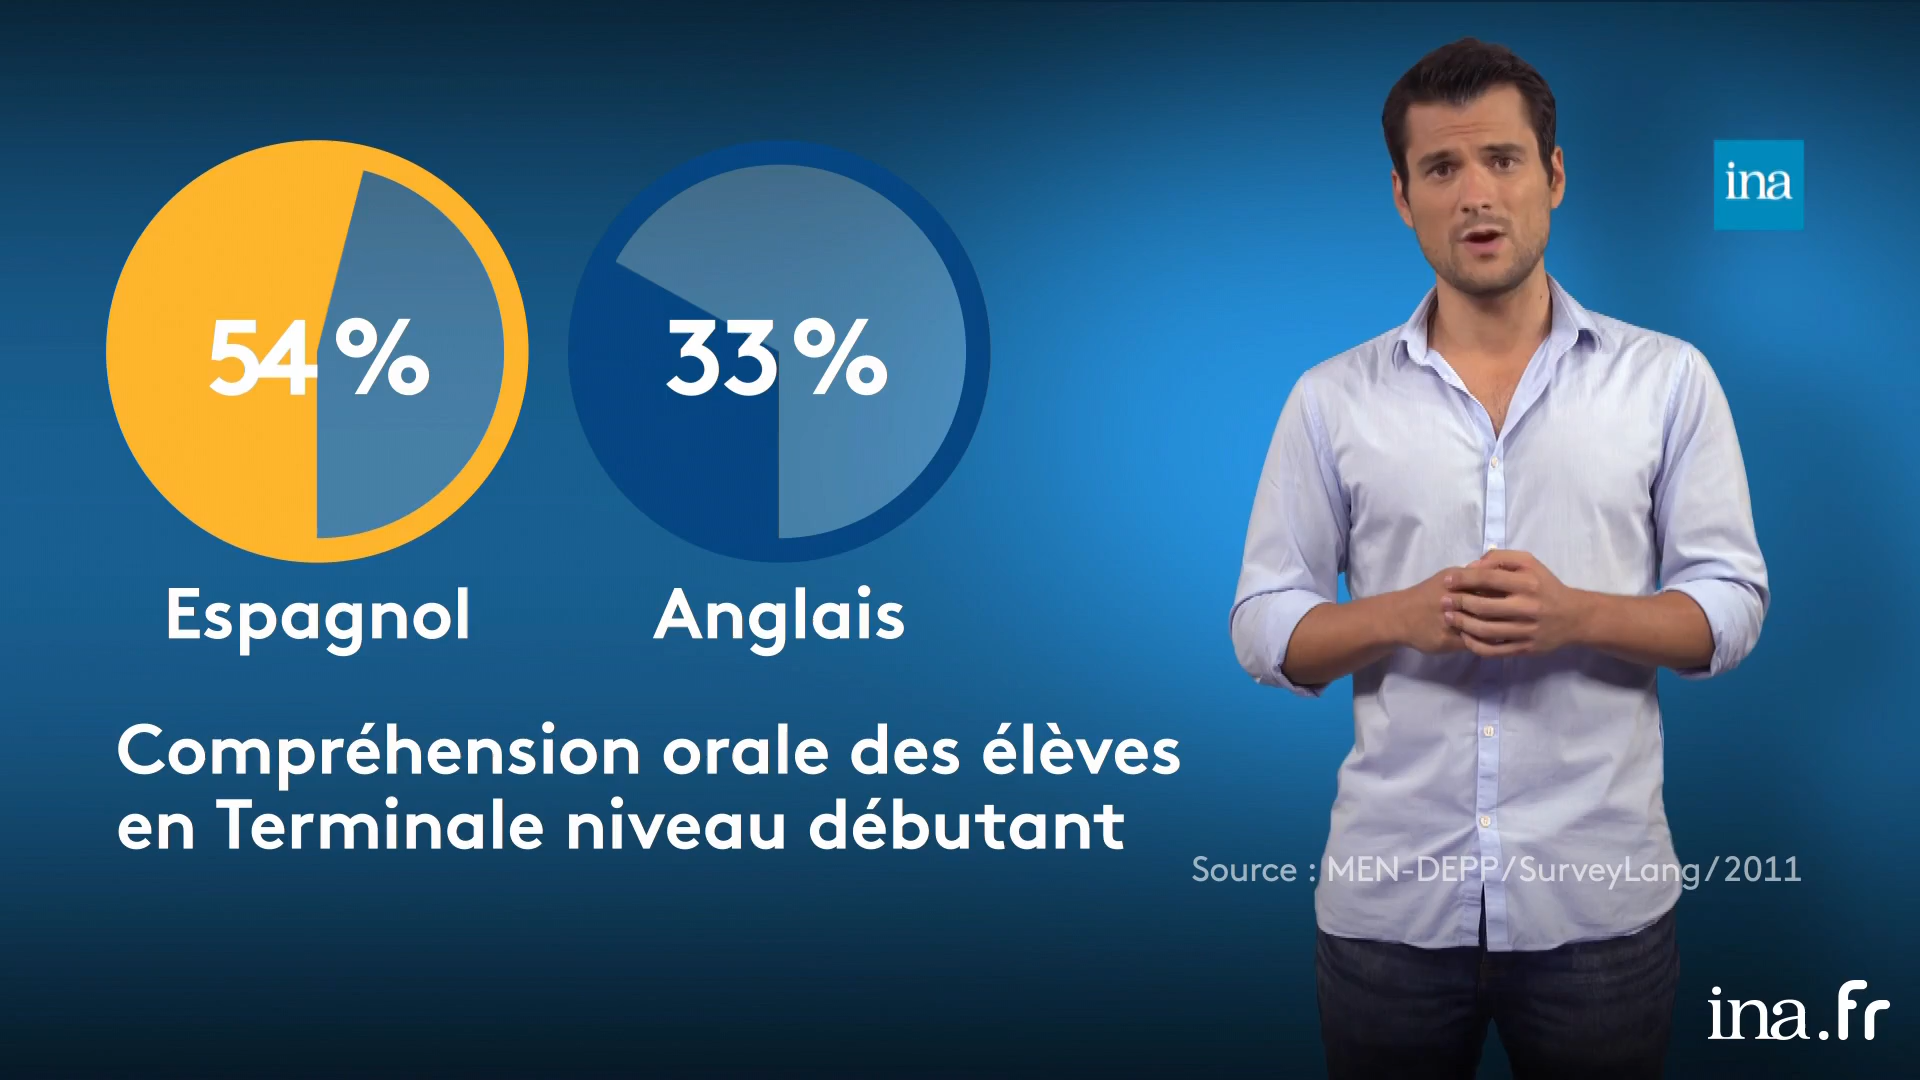 ina
54%
33%
Espagnol
Anglais
Compréhension orale des élèves
en Terminale niveau débutant
Source : MEN-DEPP/SurveyLang/2011
ina.fr